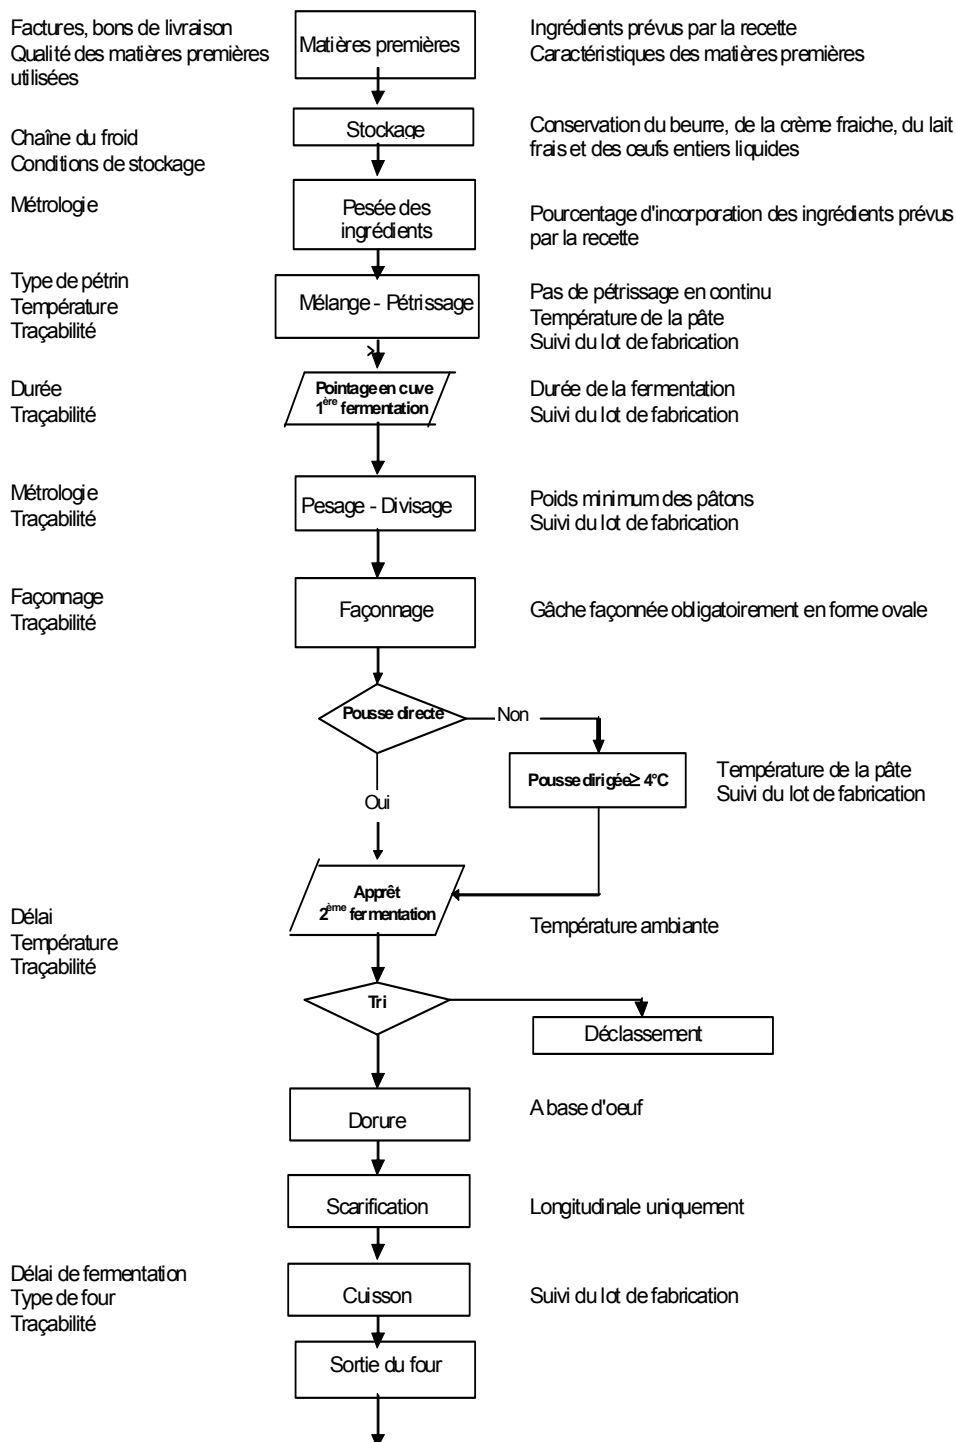 Factures, bons de livraison
Qualité des matières premières
utilisées
Matières premières
Ingrédients prévus par la recette
Caractéristiques des matières premières
Chaîne du froid
Conditions de stockage
Stockage
Conservation du beurre, de la crème fraiche, du lait
frais et des œufs entiers liquides
Métrologie
Pesée des
ingrédients
Pourcentage d'incorporation des ingrédients prévus
par la recette
Type de pétrin
Température
Traçabilité
Mélange - Pétrissage
Pas de pétrissage en continu
Température de la pâte
Suivi du lot de fabrication
Durée
Traçabilité
Pointage en cuve
1ère fermentation
Durée de la fermentation
Suivi du lot de fabrication
Métrologie
Traçabilité
Pesage - Divisage
Poids minimum des pâtons
Suivi du lot de fabrication
Façonnage
Traçabilité
Façonnage
Gâche façonnée obligatoirement en forme ovale
Pousse directe
Non
Pousse dirigée≥ 4°C
Température de la pâte
Suivi du lot de fabrication
Oui
Délai
Température
Traçabilité
Apprêt
2ème fermentation
Température ambiante
Tri
Déclassement
Dorure
A base d'oeuf
Scarification
Longitudinale uniquement
Délai de fermentation
Type de four
Traçabilité
Cuisson
Suivi du lot de fabrication
Sortie du four